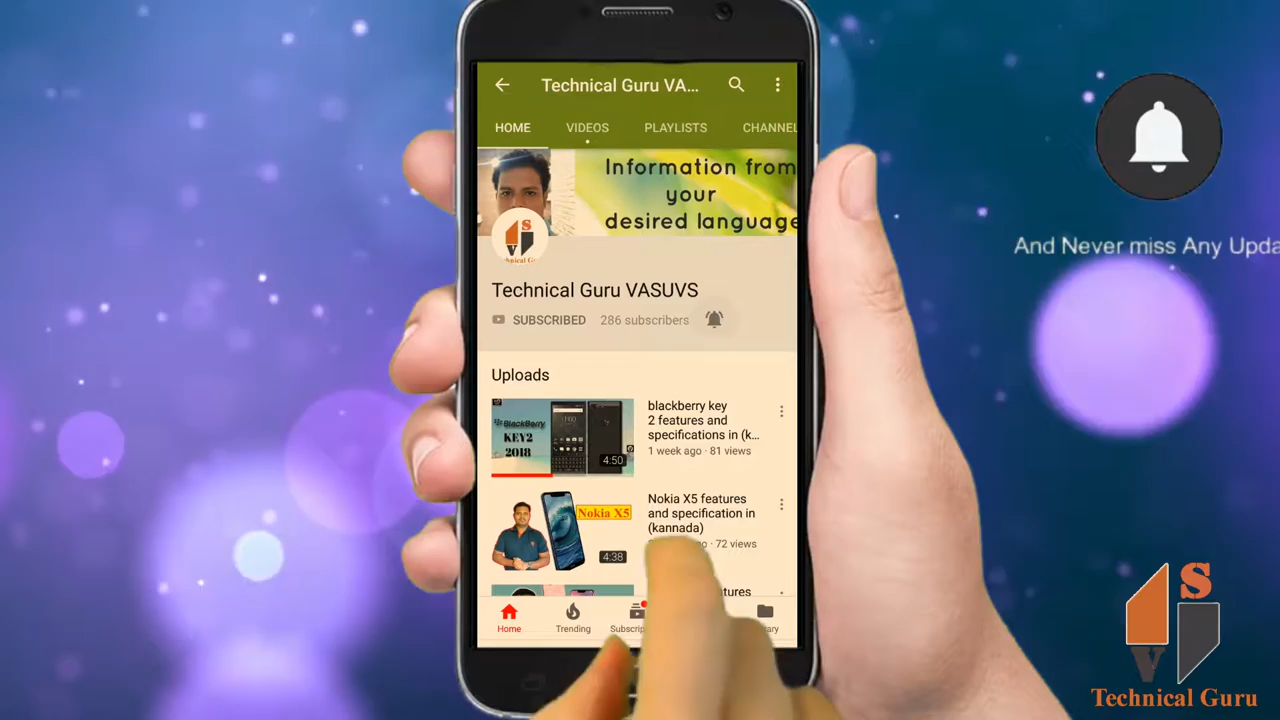 Technical Guru VA...
HOME VIDEOS PLAYLISTS CHANNEL
Information from
your
desired language
S
V
Technical Guru VASUVS
SUBSCRIBED 286 subscribers
And Never miss Any Upda
Uploads
BlackBerry
KEY2
2018
4:50
blackberry key
2 features and
specifications in (k...
1 week ago · 81 views
Nokia X5
4:38
Nokia X5 features
and specification in
(kannada)
72 views
Home Trending
S
V
Technical Guru